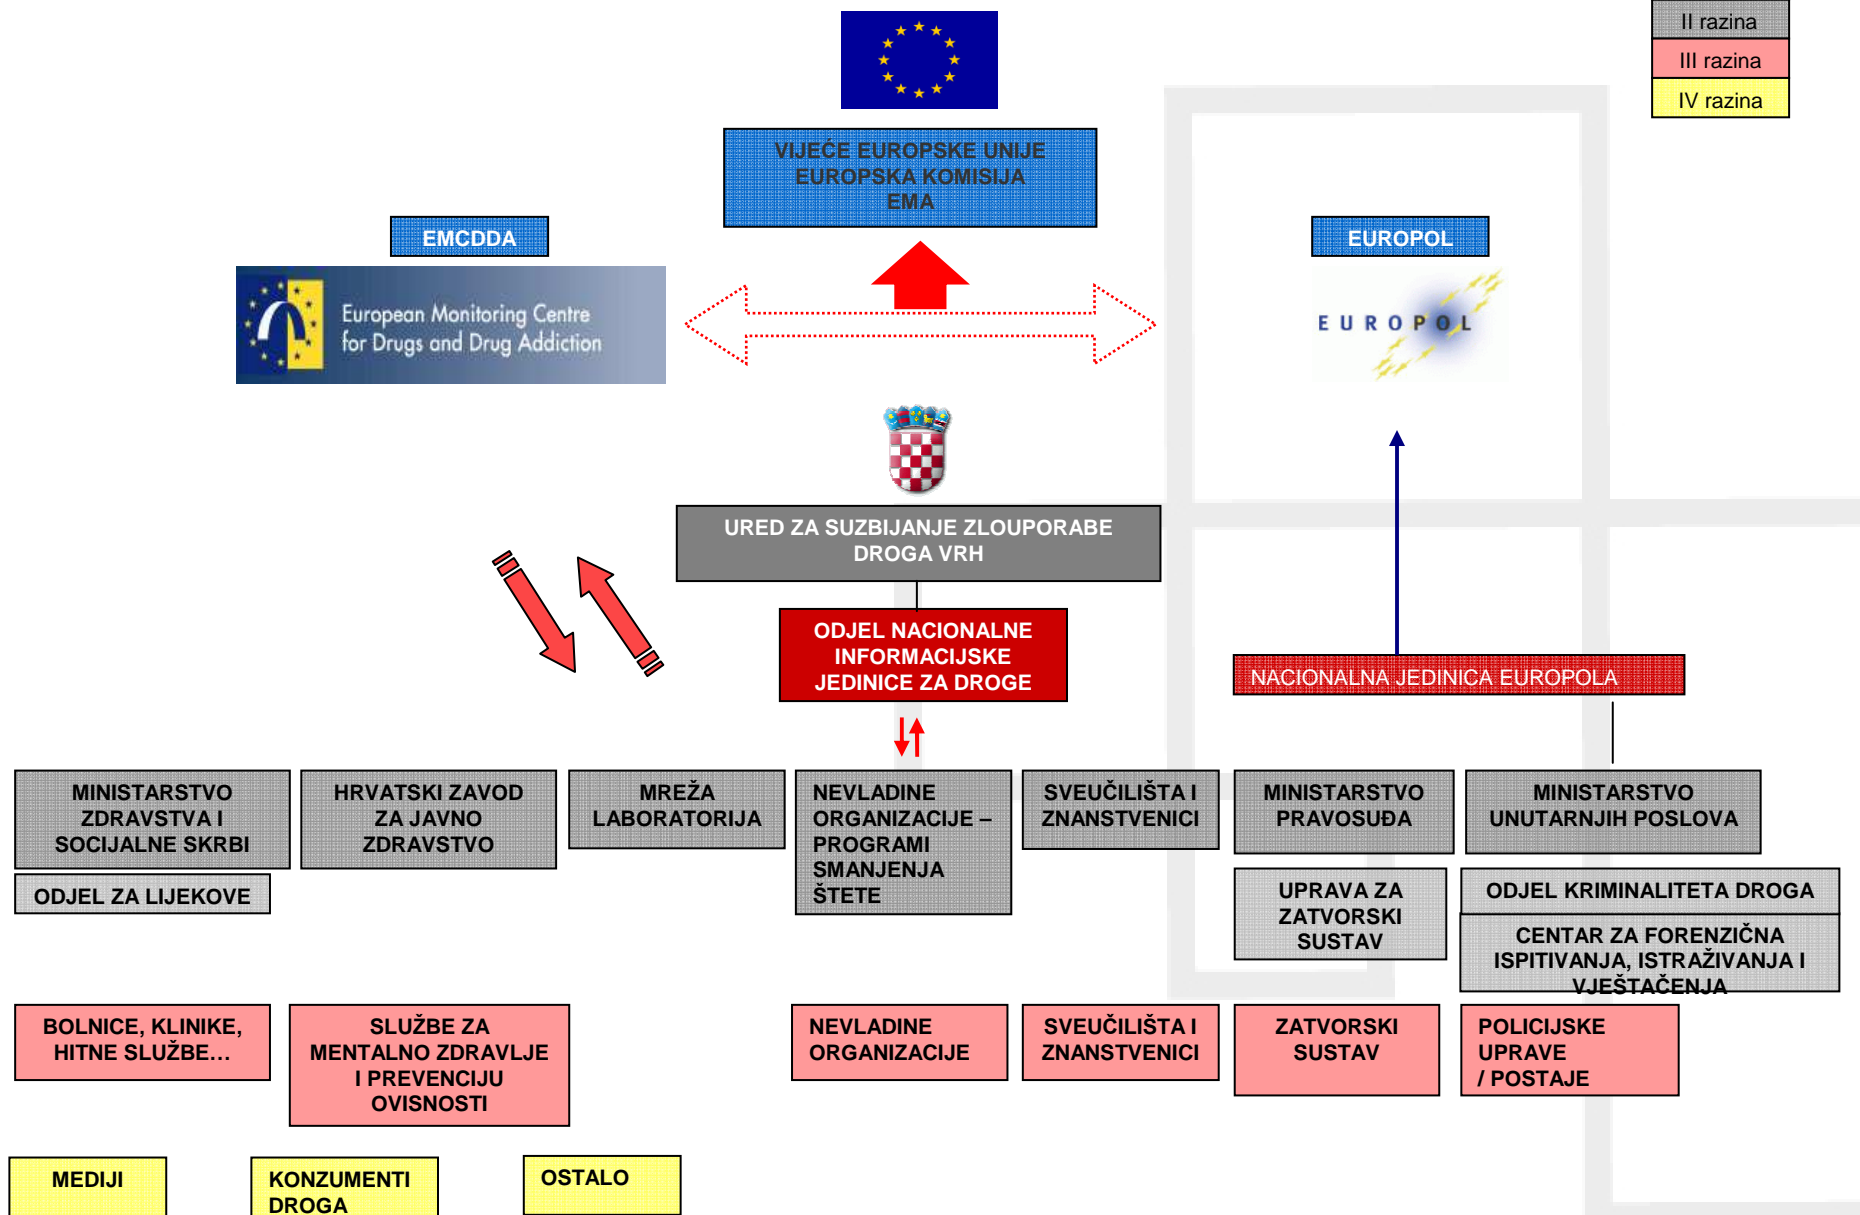 II razina
III razina
IV razina
VIJEĆE EUROPSKE UNIJE
EUROPSKA KOMISIJA
EMA
EMCDDA
EUROPOL
European Monitoring Centre
for Drugs and Drug Addiction
EUROPOL
URED ZA SUZBIJANJE ZLOUPORABE
DROGA VRH
ODJEL NACIONALNE
INFORMACIJSKE
JEDINICE ZA DROGE
NACIONALNA JEDINICA EUROPOLA
MINISTARSTVO
ZDRAVSTVA I
SOCIJALNE SKRBI
HRVATSKI ZAVOD
ZA JAVNO
ZDRAVSTVO
MREŽA
LABORATORIJA
NEVLADINE
ORGANIZACIJE –
PROGRAMI
SMANJENJA
ŠTETE
SVEUČILIŠTA I
ZNANSTVENICI
MINISTARSTVO
PRAVOSUĐA
MINISTARSTVO
UNUTARNJIH POSLOVA
ODJEL ZA LIJEKOVE
UPRAVA ZA
ZATVORSKI
SUSTAV
ODJEL KRIMINALITETA DROGA
CENTAR ZA FORENZIČNA
ISPITIVANJA, ISTRAŽIVANJA I
VJEŠTAČENJA
BOLNICE, KLINIKE,
HITNE SLUŽBE…
SLUŽBE ZA
MENTALNO ZDRAVLJE
I PREVENCIJU
OVISNOSTI
NEVLADINE
ORGANIZACIJE
SVEUČILIŠTA I
ZNANSTVENICI
ZATVORSKI
SUSTAV
POLICIJSKE
UPRAVE
/ POSTAJE
MEDIJI
KONZUMENTI
DROGA
OSTALO